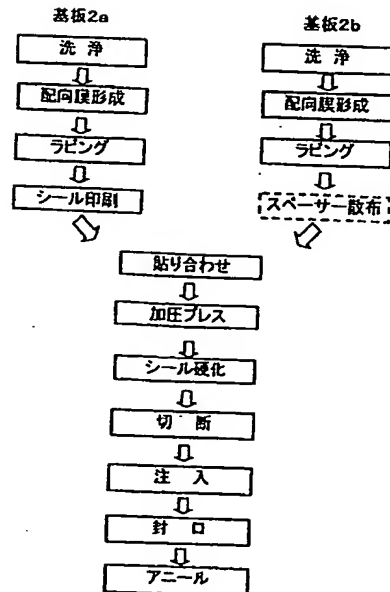 基板2a
洗 浄
配向膜形成
ラビング
シール印刷
基板2b
洗 浄
配向膜形成
ラビング
スペーサー散布
貼り合わせ
加圧プレス
シール硬化
切 断
注 入
封 口
アニール